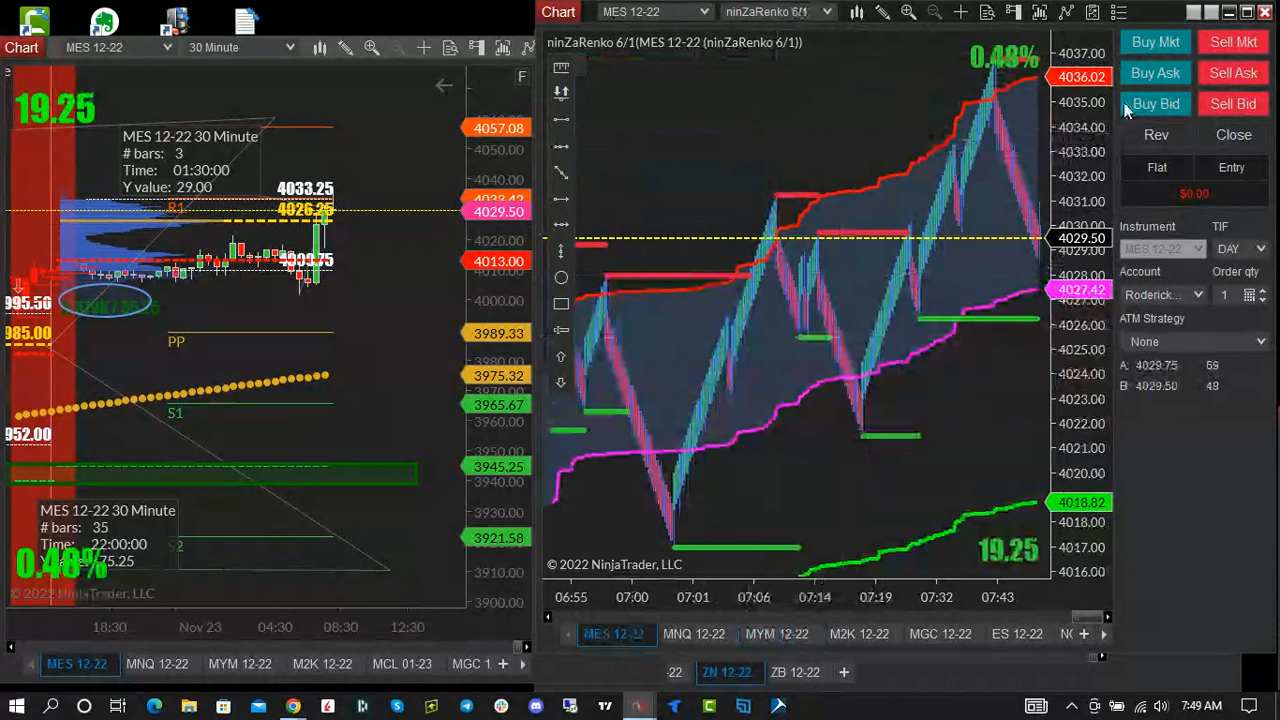 Chart MES 12-22 30 Minute
F
19.25
MES 12-22 30 Minute
# bars: 3
Time: 01:30:00
Y value: 29.00
4033.25
R1
4026.25
995.50
985.00
PP
S1
952.00
MES 12-22 30 Minute
# bars: 35
Time: 22:00:00
75.25
S2
0.48%
© 2022 NinjaTrader, LLC
4057.08
4050.00
4040.00
4029.50
4020.00
4013.00
4000.00
3989.33
3980.00
3975.32
3965.67
3960.00
3950.00
3945.25
3940.00
3930.00
3921.58
3910.00
3900.00
18:30 Nov 23 04:30 08:30 12:30
MES 12-22 MNQ 12-22 MYM 12-22 M2K 12-22 MCL 01-23 MGC 1
Chart MES 12-22 ninZaRenko 6/1
ninZaRenko 6/1(MES 12-22 (ninZaRenko 6/1))
0.48%
19.25
© 2022 NinjaTrader, LLC
4037.00
4036.02
4035.00
4034.00
4033.00
4032.00
4031.00
4030.00
4029.50
4029.00
4028.00
4027.42
4026.00
4025.00
4024.00
4023.00
4022.00
4021.00
4020.00
4018.82
4018.00
4017.00
4016.00
06:55 07:00 07:01 07:06 07:14 07:19 07:32 07:43
MES 12-22 MNQ 12-22 MYM 12-22 M2K 12-22 MGC 12-22 ES 12-22
-22 ZN 12-22 ZB 12-22
Buy Mkt Sell Mkt
Buy Ask Sell Ask
Buy Bid Sell Bid
Rev Close
Flat Entry
$0.00
Instrument TIF
MES 12-22 DAY
Account Order qty
Roderick... 1
ATM Strategy
None
A: 4029.75 59
B: 4029.50 49
7:49 AM